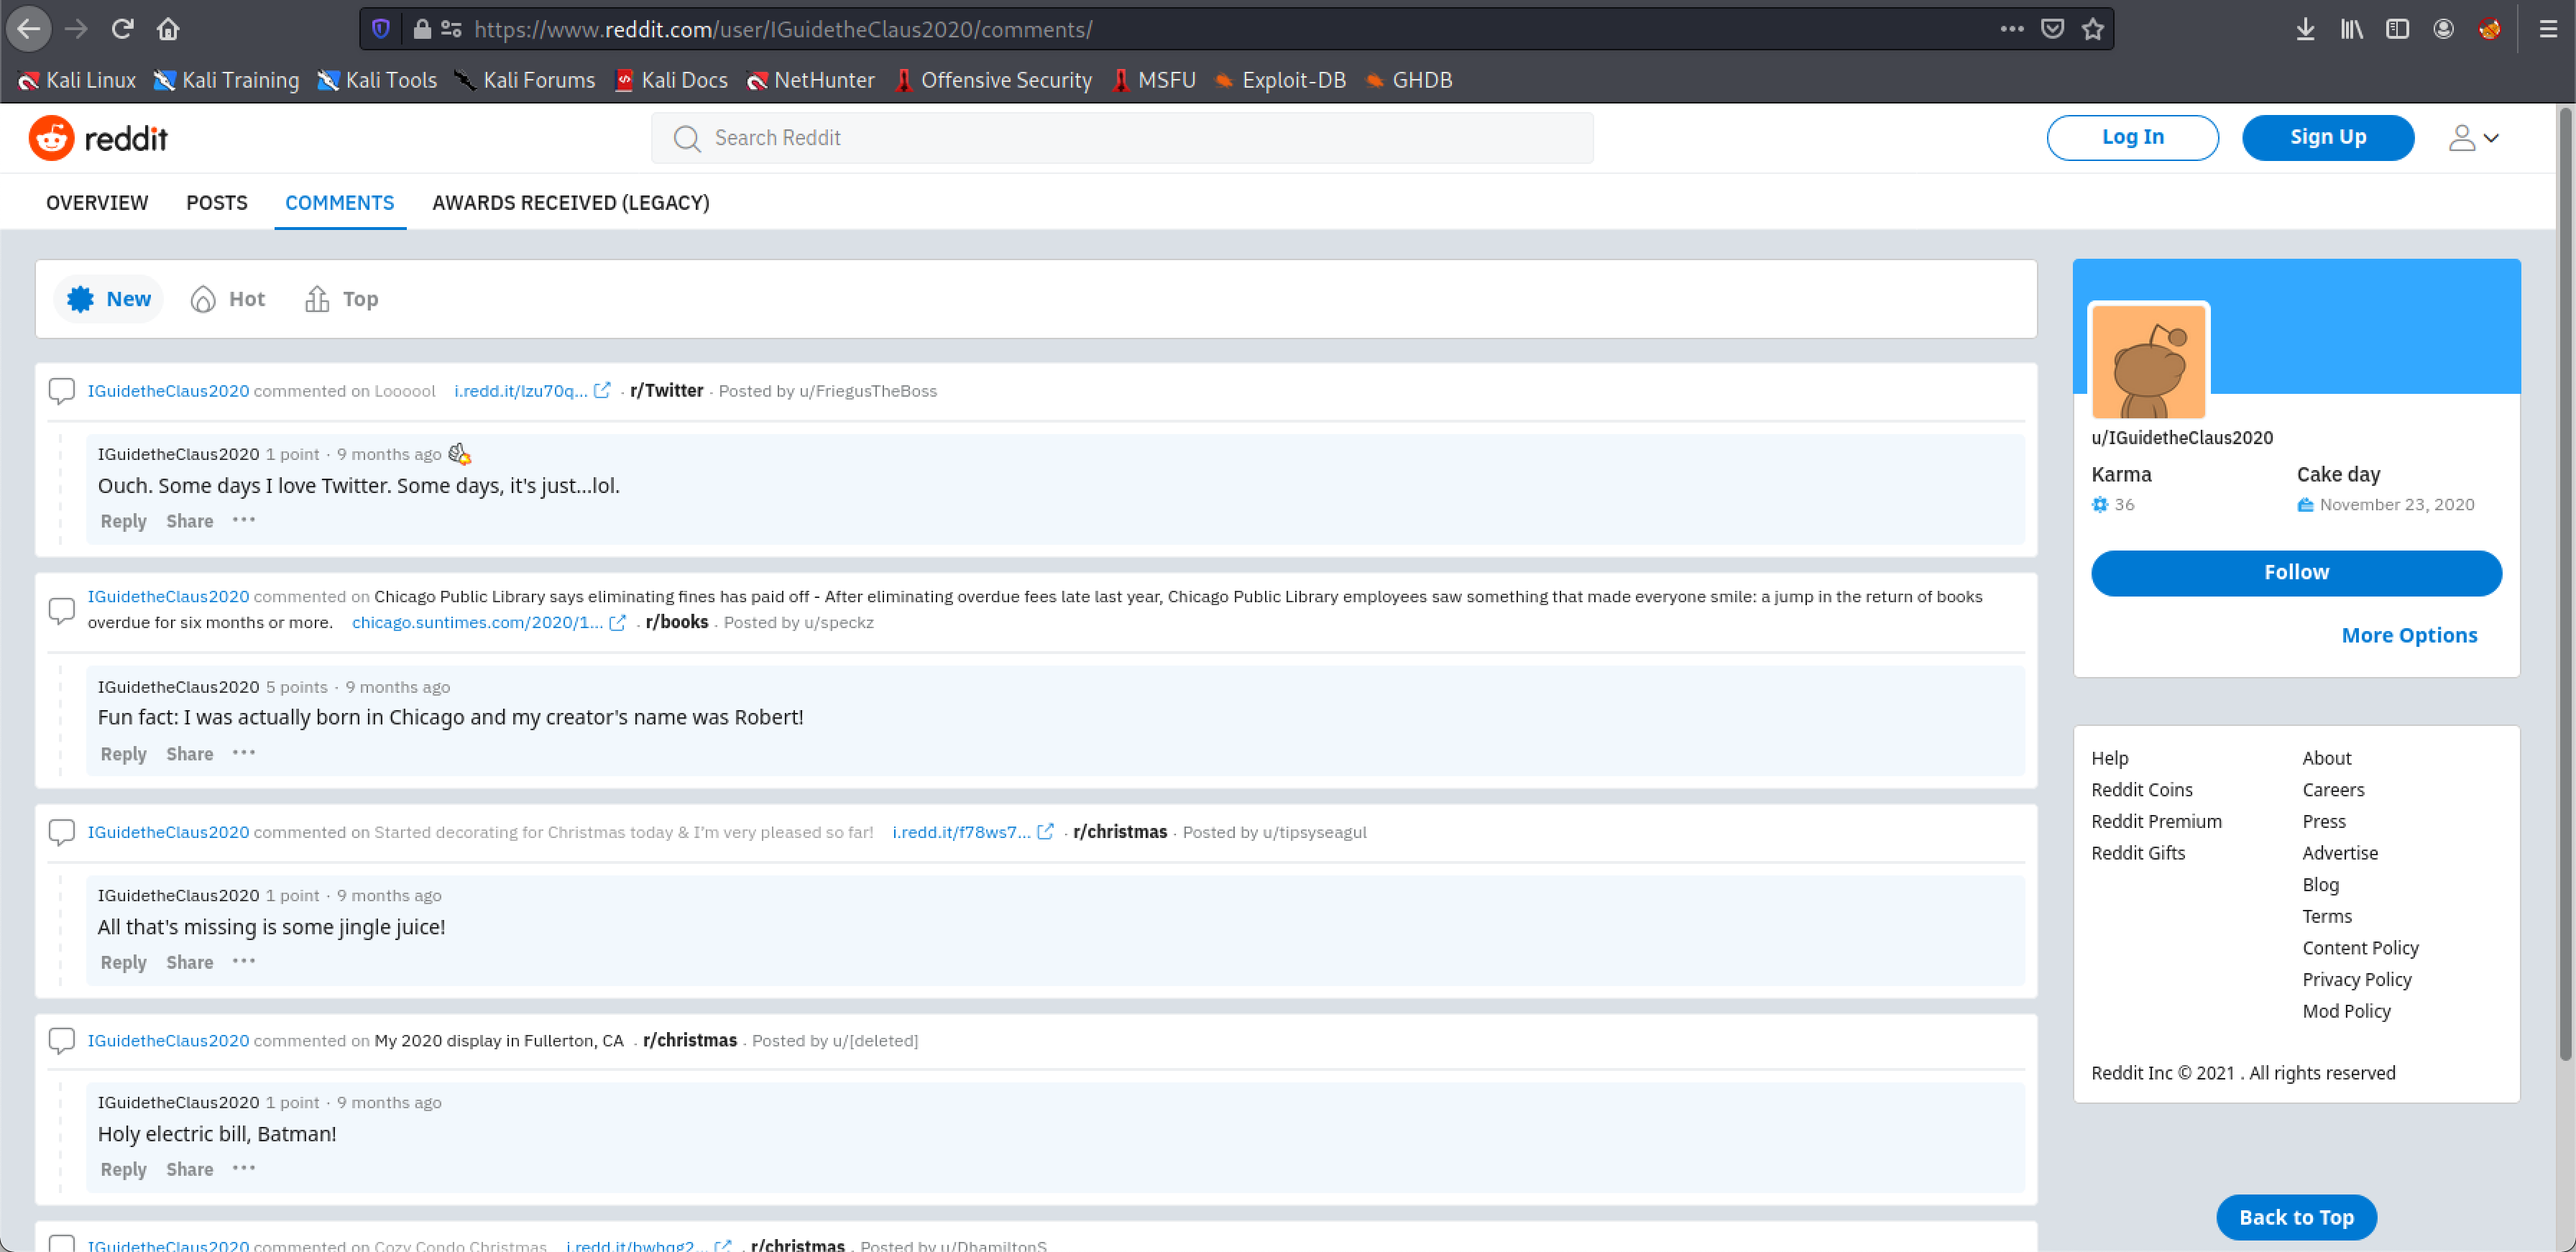 https://www.reddit.com/user/IGuidetheClaus2020/comments/
Kali Linux Kali Training Kali Tools Kali Forums Kali Docs NetHunter Offensive Security MSFU Exploit-DB GHDB
reddit Search Reddit Log In Sign Up
OVERVIEW POSTS COMMENTS AWARDS RECEIVED (LEGACY)
New Hot Top
IGuidetheClaus2020 commented on Loooool i.redd.it/lzu70q... · r/Twitter · Posted by u/FriegusTheBoss
IGuidetheClaus2020 1 point · 9 months ago
Ouch. Some days I love Twitter. Some days, it's just...lol.
Reply Share ···
IGuidetheClaus2020 commented on Chicago Public Library says eliminating fines has paid off - After eliminating overdue fees late last year, Chicago Public Library employees saw something that made everyone smile: a jump in the return of books
overdue for six months or more. chicago.suntimes.com/2020/1... · r/books · Posted by u/speckz
IGuidetheClaus2020 5 points · 9 months ago
Fun fact: I was actually born in Chicago and my creator's name was Robert!
Reply Share ···
IGuidetheClaus2020 commented on Started decorating for Christmas today & I'm very pleased so far! i.redd.it/f78ws7... · r/christmas · Posted by u/tipsyseagul
IGuidetheClaus2020 1 point · 9 months ago
All that's missing is some jingle juice!
Reply Share ···
IGuidetheClaus2020 commented on My 2020 display in Fullerton, CA · r/christmas · Posted by u/[deleted]
IGuidetheClaus2020 1 point · 9 months ago
Holy electric bill, Batman!
Reply Share ···
IGuidetheClaus2020 commented on Cozy Condo Christmas i.redd.it/bwhqg2... · r/christmas · Posted by u/DhamiltonS
u/IGuidetheClaus2020
Karma Cake day
36 November 23, 2020
Follow
More Options
Help About
Reddit Coins Careers
Reddit Premium Press
Reddit Gifts Advertise
Blog
Terms
Content Policy
Privacy Policy
Mod Policy
Reddit Inc © 2021 . All rights reserved
Back to Top